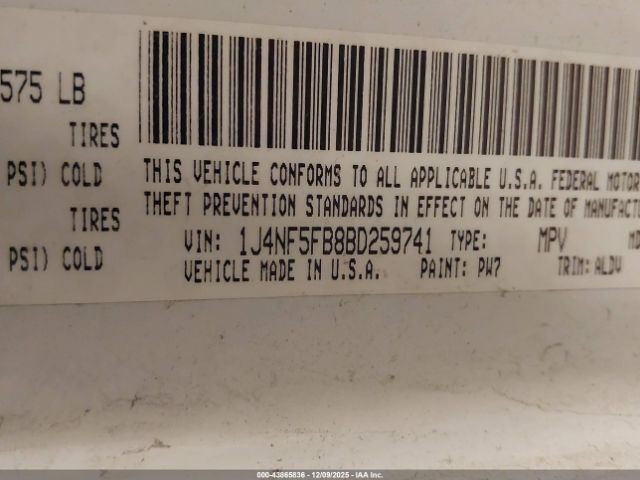 575 LB
TIRES
PSI) COLD
TIRES
PSI) COLD
THIS VEHICLE CONFORMS TO ALL APPLICABLE U.S.A. FEDERAL MOTOR
THEFT PREVENTION STANDARDS IN EFFECT ON THE DATE OF MANUFACTU
VIN: 1J4NF5FB8BD259741 TYPE: MPV MD
VEHICLE MADE IN U.S.A. PAINT: PW7 TRIM: ALDV
000-43865836 - 12/09/2025 - IAA Inc.